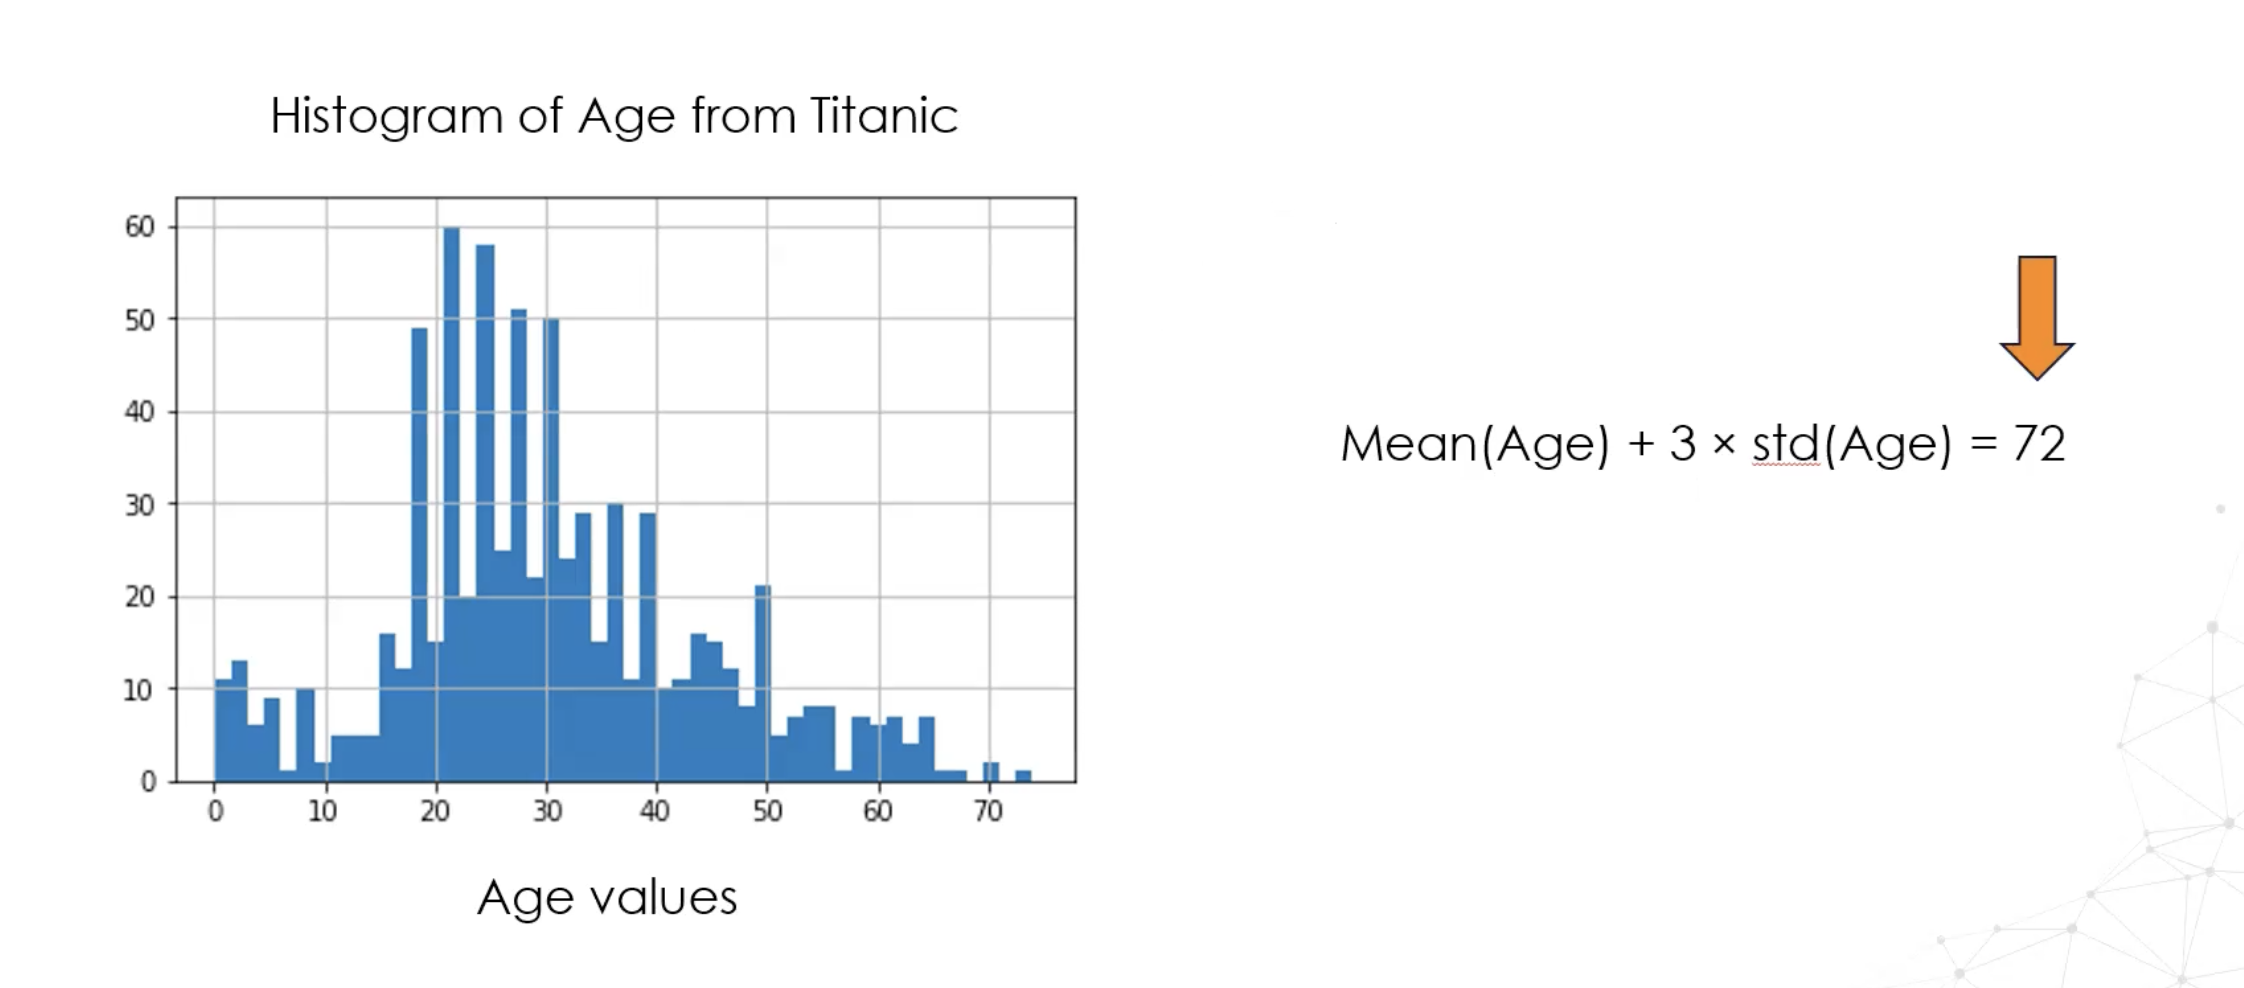 Histogram of Age from Titanic
60
50
40
30
20
10
0
0 10 20 30 40 50 60 70
Age values
Mean(Age) + 3 × std(Age) = 72